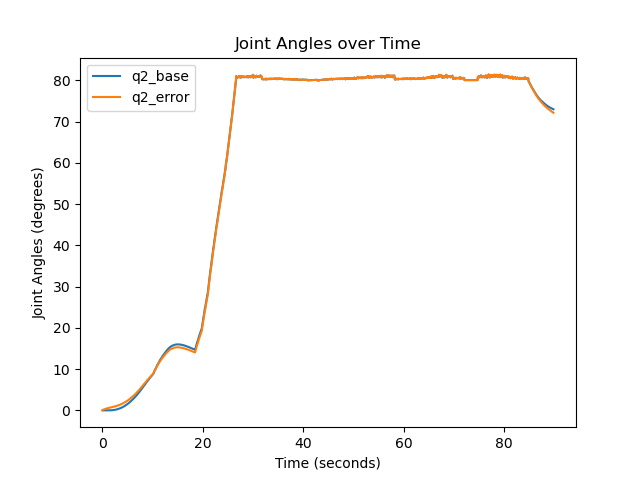 Joint Angles over Time
q2_base
q2_error
Joint Angles (degrees)
80
70
60
50
40
30
20
10
0
0 20 40 60 80
Time (seconds)